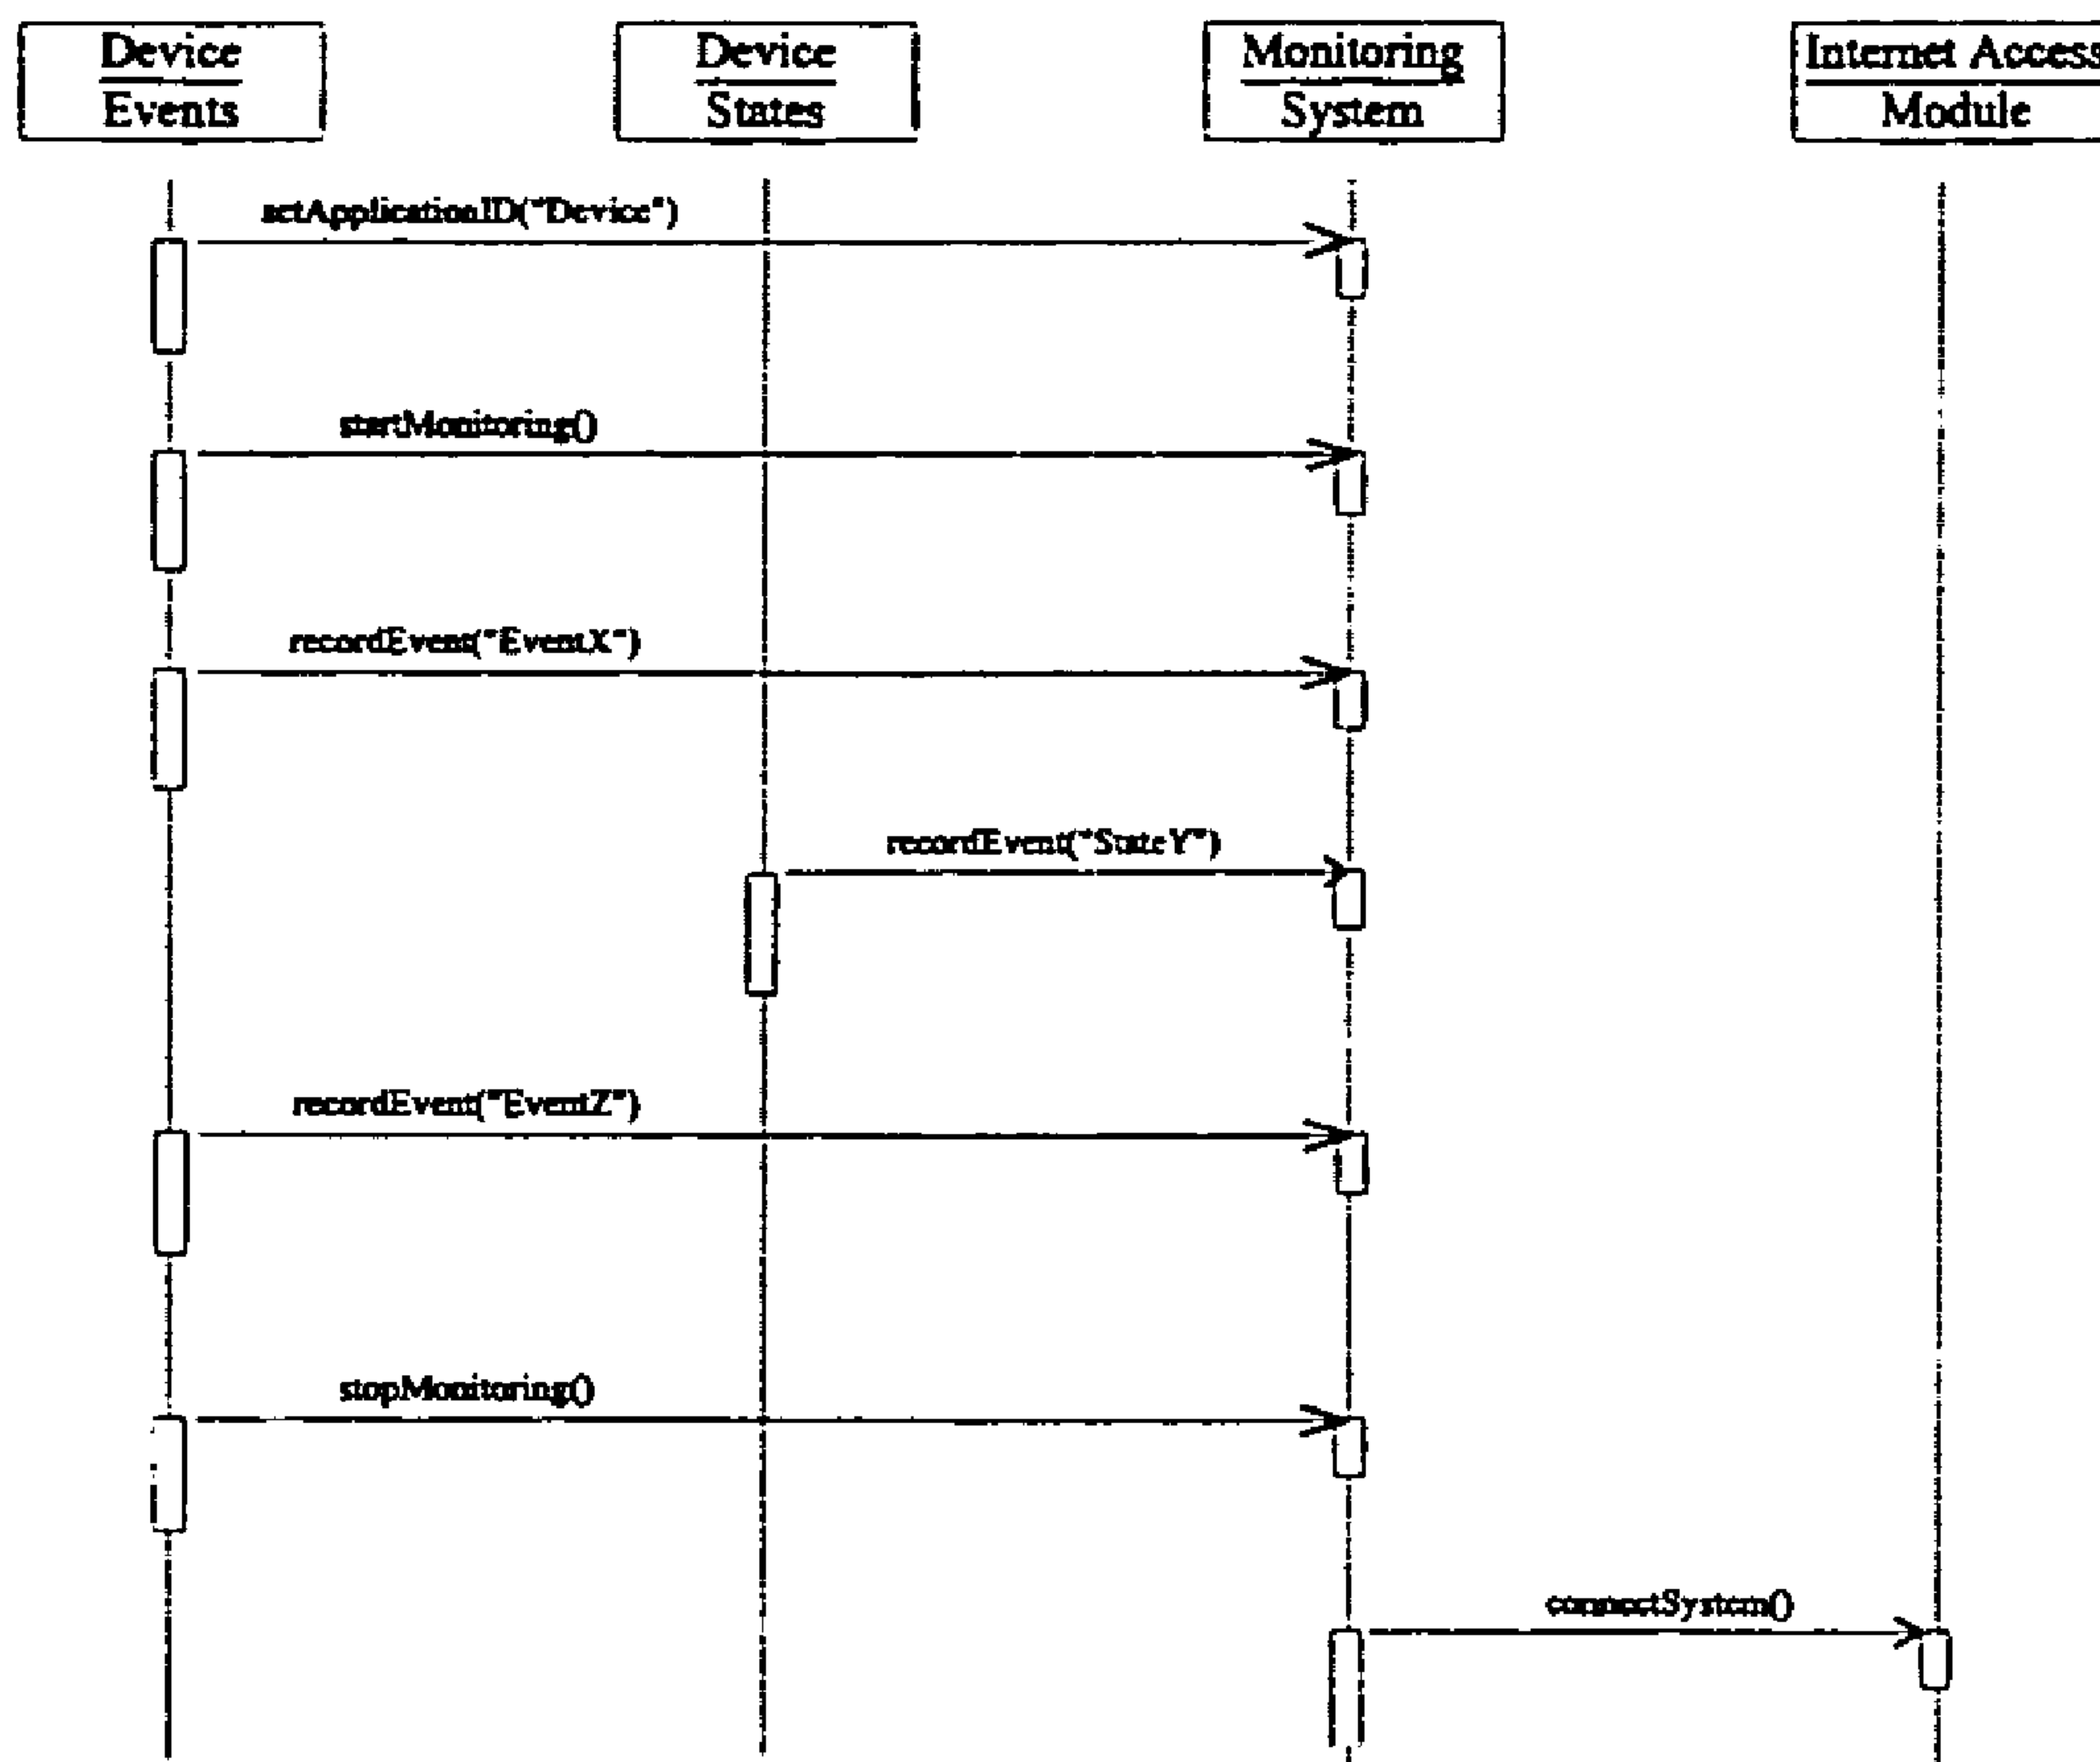 Device
Events
Device
States
Monitoring
System
Internet Access
Module
setApplicationID("Device")
startMonitoring()
recordEvent("EventX")
recordEvent("StateY")
recordEvent("EventZ")
stopMonitoring()
connectSystem()